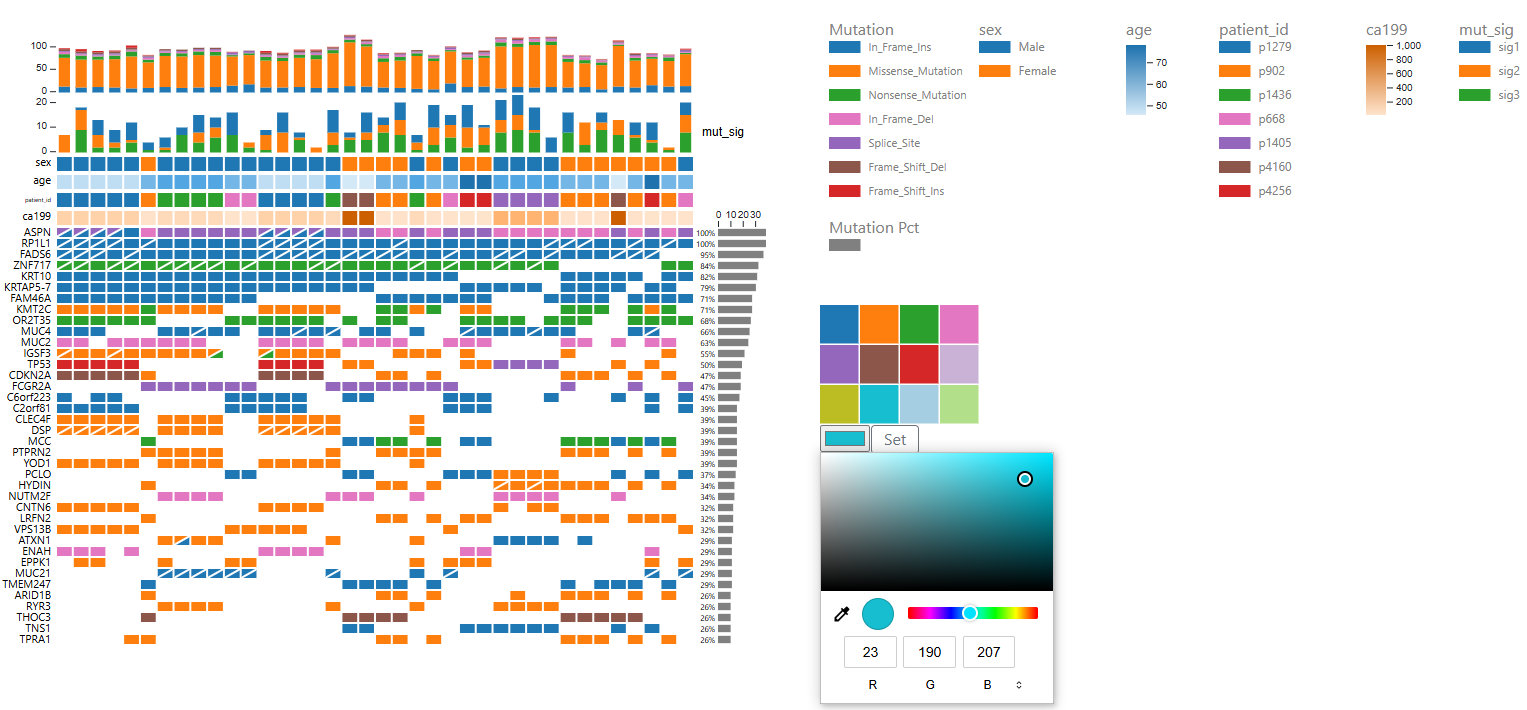 100
50
0
20
10
0
mut_sig
sex
age
patient_id
ca199
0 10 20 30
ASPN 100%
RP1L1 100%
FADS6 95%
ZNF717 84%
KRT10 82%
KRTAP5-7 79%
FAM46A 71%
KMT2C 71%
OR2T35 68%
MUC4 66%
MUC2 63%
IGSF3 55%
TP53 50%
CDKN2A 47%
FCGR2A 47%
C6orf223 45%
C2orf81 39%
CLEC4F 39%
DSP 39%
MCC 39%
PTPRN2 39%
YOD1 39%
PCLO 37%
HYDIN 34%
NUTM2F 34%
CNTN6 32%
LRFN2 32%
VPS13B 32%
ATXN1 29%
ENAH 29%
EPPK1 29%
MUC21 29%
TMEM247 29%
ARID1B 26%
RYR3 26%
THOC3 26%
TNS1 26%
TPRA1 26%
Mutation
In_Frame_Ins
Missense_Mutation
Nonsense_Mutation
In_Frame_Del
Splice_Site
Frame_Shift_Del
Frame_Shift_Ins
Mutation Pct
sex
Male
Female
age
70
60
50
patient_id
p1279
p902
p1436
p668
p1405
p4160
p4256
ca199
1,000
800
600
400
200
mut_sig
sig1
sig2
sig3
Set
23 190 207
R G B